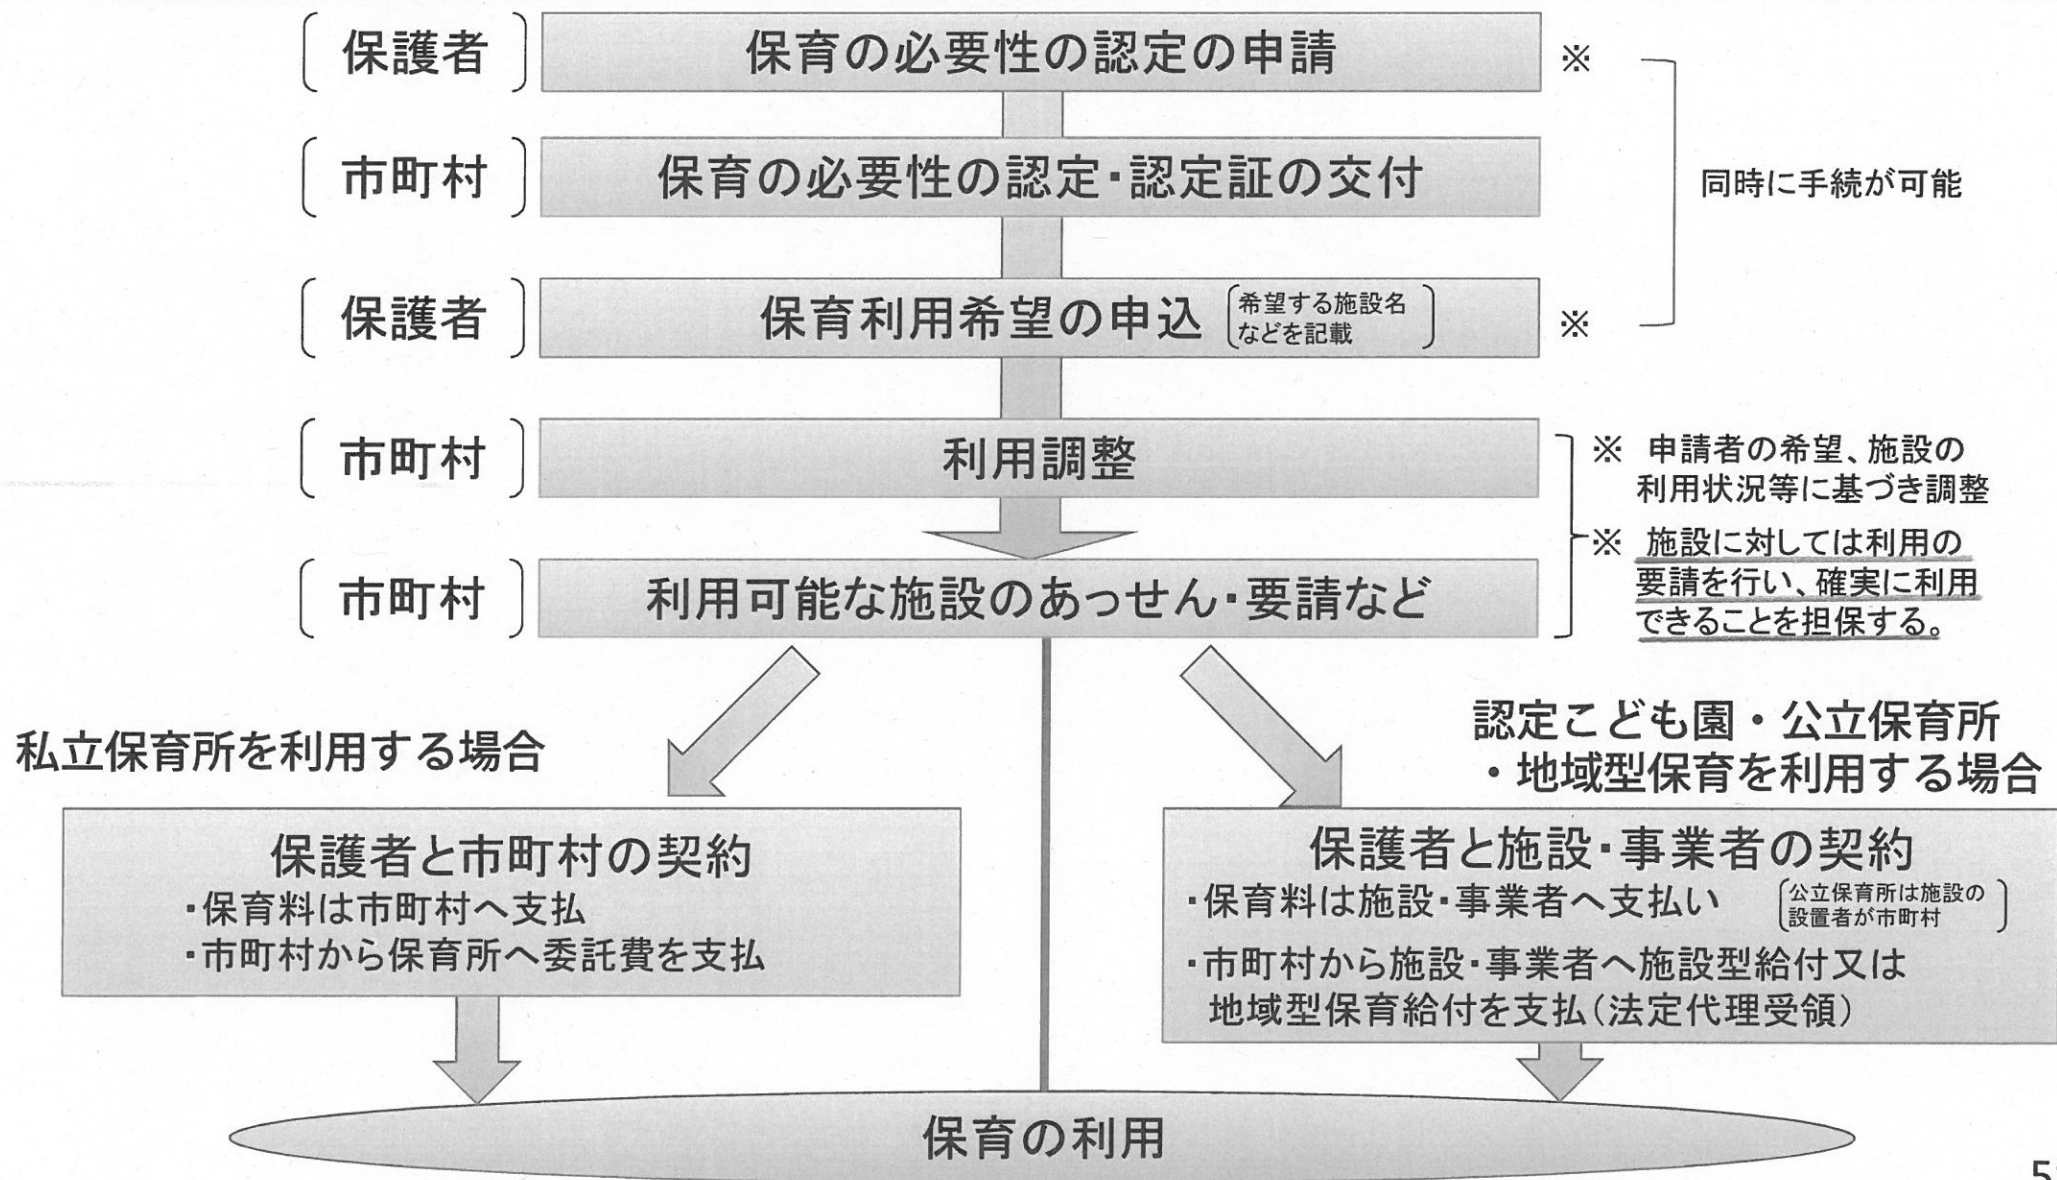 保護者
保育の必要性の認定の申請
※
市町村
保育の必要性の認定・認定証の交付
同時に手続が可能
保護者
保育利用希望の申込
希望する施設名
などを記載
※
市町村
利用調整
※ 申請者の希望、施設の
利用状況等に基づき調整
市町村
利用可能な施設のあっせん・要請など
※ 施設に対しては利用の
要請を行い、確実に利用
できることを担保する。
私立保育所を利用する場合
保護者と市町村の契約
・保育料は市町村へ支払
・市町村から保育所へ委託費を支払
認定こども園・公立保育所
・地域型保育を利用する場合
保護者と施設・事業者の契約
・保育料は施設・事業者へ支払い
公立保育所は施設の
設置者が市町村
・市町村から施設・事業者へ施設型給付又は
地域型保育給付を支払(法定代理受領)
保育の利用